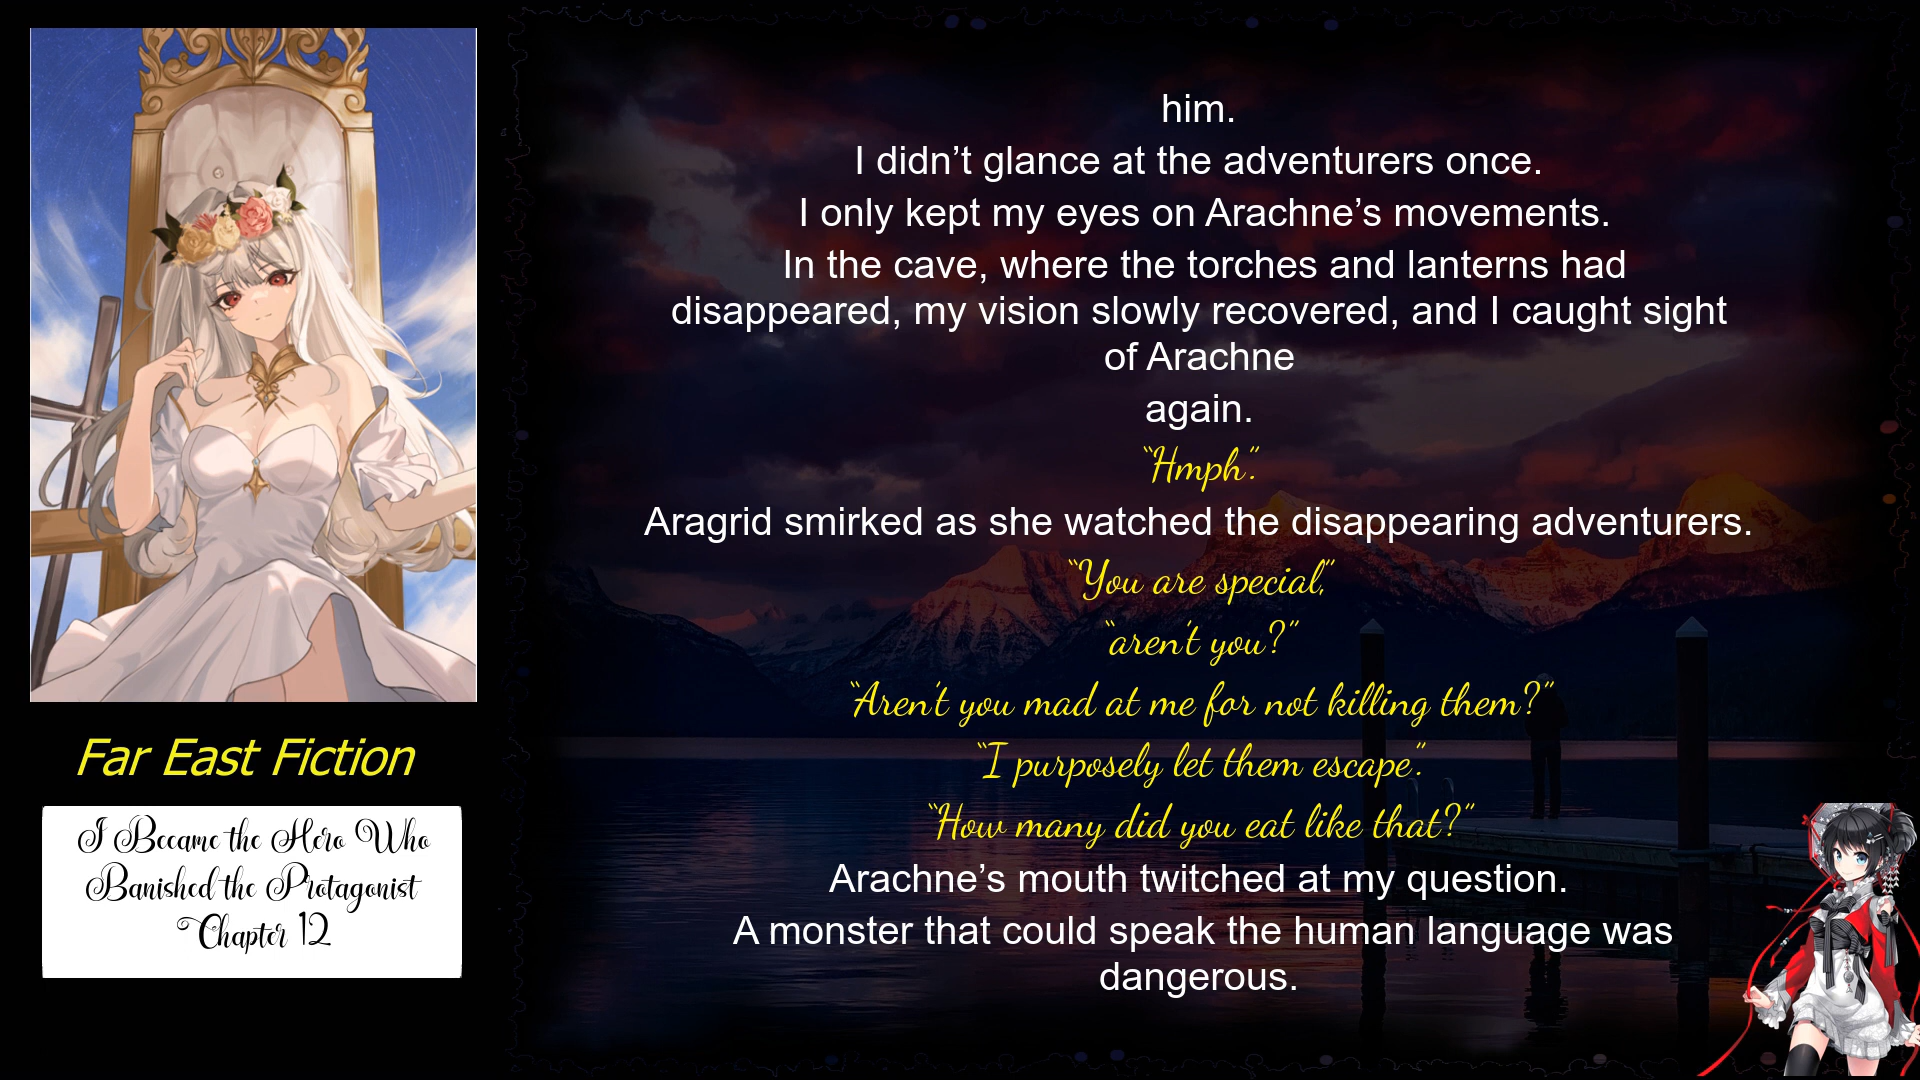 him.
I didn’t glance at the adventurers once.
I only kept my eyes on Arachne’s movements.
In the cave, where the torches and lanterns had
disappeared, my vision slowly recovered, and I caught sight
of Arachne
again.
“Hmph”.
Aragrid smirked as she watched the disappearing adventurers.
“You are special,”
“aren’t you?”
“Aren’t you mad at me for not killing them?”
“I purposely let them escape”.
“How many did you eat like that?”
Arachne’s mouth twitched at my question.
A monster that could speak the human language was
dangerous.
Far East Fiction
I Became the Hero Who
Banished the Protagonist
Chapter 12